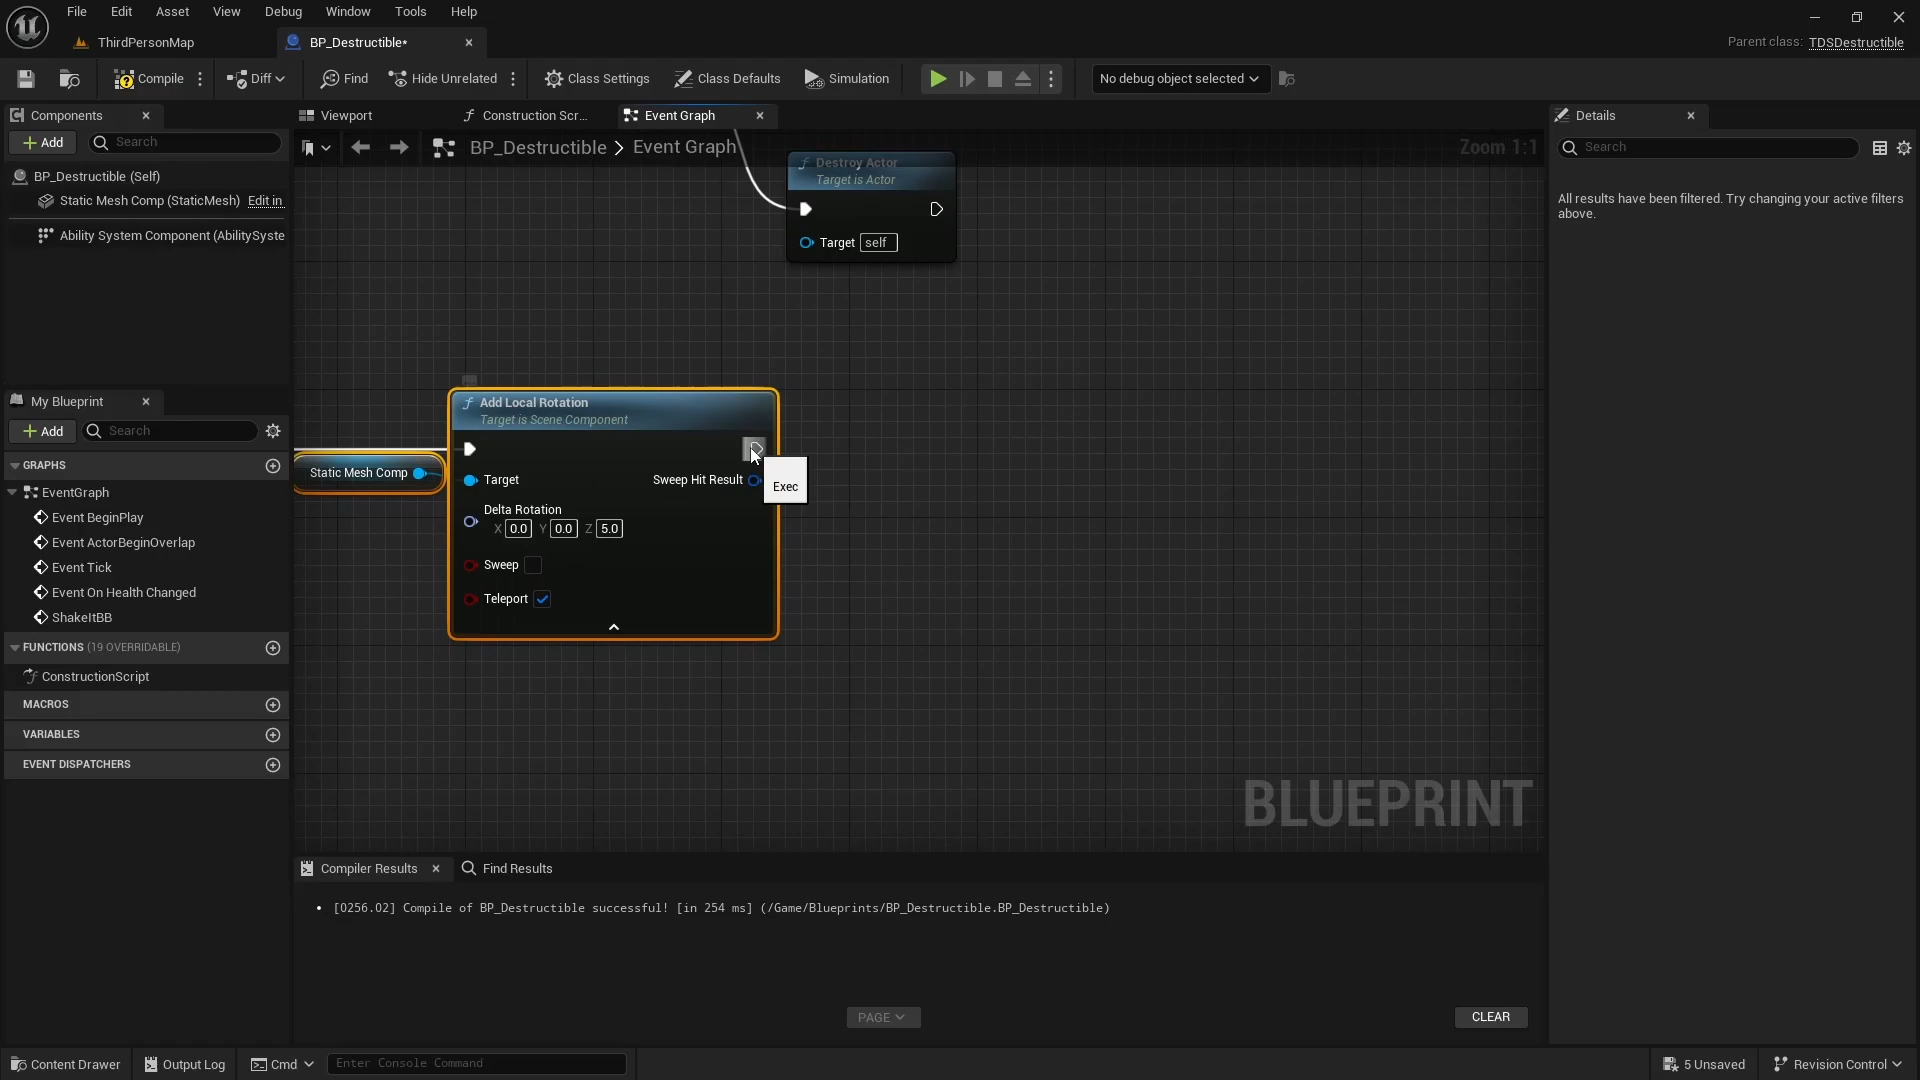 File Edit Asset View Debug Window Tools Help
ThirdPersonMap
BP_Destructible*
Parent class: TDSDestructible
Compile
Diff
Find
Hide Unrelated
Class Settings
Class Defaults
Simulation
No debug object selected
Components
Add
Search
BP_Destructible (Self)
Static Mesh Comp (StaticMesh) Edit in
Ability System Component (AbilitySyste
My Blueprint
Add
Search
GRAPHS
EventGraph
Event BeginPlay
Event ActorBeginOverlap
Event Tick
Event On Health Changed
ShakeItBB
FUNCTIONS (19 OVERRIDABLE)
ConstructionScript
MACROS
VARIABLES
EVENT DISPATCHERS
Viewport
Construction Scr...
Event Graph
BP_Destructible > Event Graph
Zoom 1:1
Destroy Actor
Target is Actor
Target self
Add Local Rotation
Target is Scene Component
Static Mesh Comp
Target
Sweep Hit Result
Exec
Delta Rotation
X 0.0 Y 0.0 Z 5.0
Sweep
Teleport
BLUEPRINT
Compiler Results
Find Results
• [0256.02] Compile of BP_Destructible successful! [in 254 ms] (/Game/Blueprints/BP_Destructible.BP_Destructible)
PAGE
CLEAR
Details
Search
All results have been filtered. Try changing your active filters
above.
Content Drawer
Output Log
Cmd
Enter Console Command
5 Unsaved
Revision Control